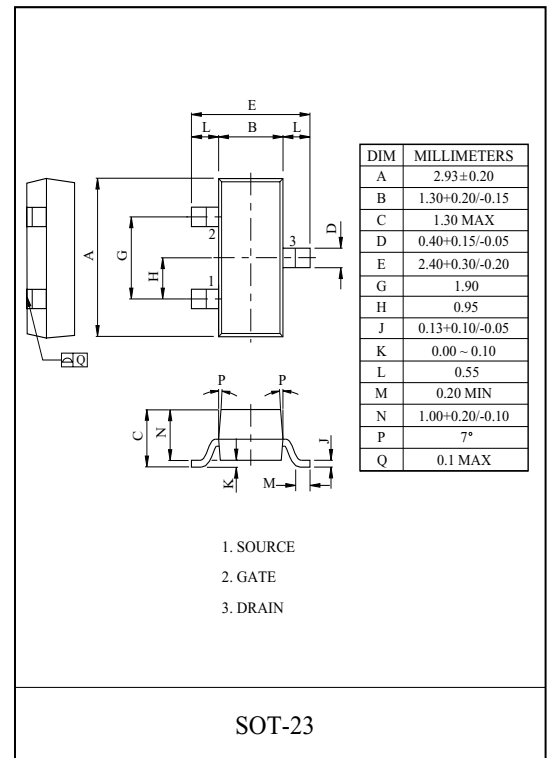 E
L B L
2
3
1
A
G
H
D
⏥ Q
P P
C
N
K
M
J
DIM MILLIMETERS
A 2.93±0.20
B 1.30+0.20/-0.15
C 1.30 MAX
D 0.40+0.15/-0.05
E 2.40+0.30/-0.20
G 1.90
H 0.95
J 0.13+0.10/-0.05
K 0.00 ~ 0.10
L 0.55
M 0.20 MIN
N 1.00+0.20/-0.10
P 7°
Q 0.1 MAX
1. SOURCE
2. GATE
3. DRAIN
SOT-23